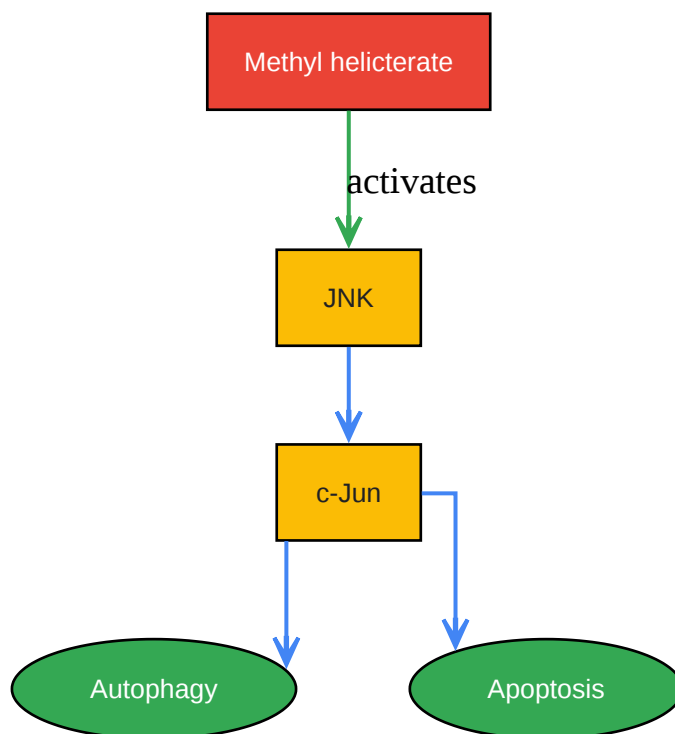 Methyl helicterate
activates
JNK
c-Jun
Autophagy
Apoptosis